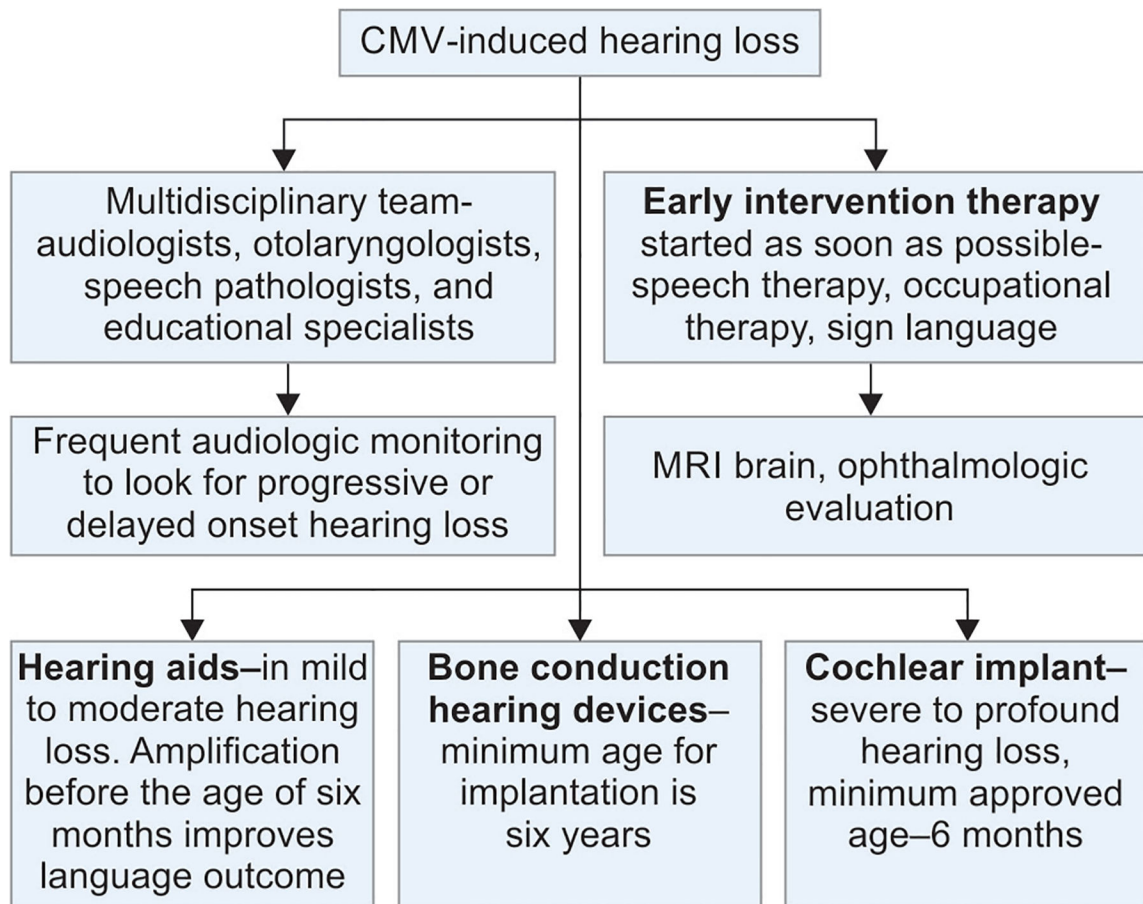 CMV-induced hearing loss
Multidisciplinary team-
audiologists, otolaryngologists,
speech pathologists, and
educational specialists
Early intervention therapy
started as soon as possible-
speech therapy, occupational
therapy, sign language
Frequent audiologic monitoring
to look for progressive or
delayed onset hearing loss
MRI brain, ophthalmologic
evaluation
Hearing aids–in mild
to moderate hearing
loss. Amplification
before the age of six
months improves
language outcome
Bone conduction
hearing devices–
minimum age for
implantation is
six years
Cochlear implant–
severe to profound
hearing loss,
minimum approved
age–6 months